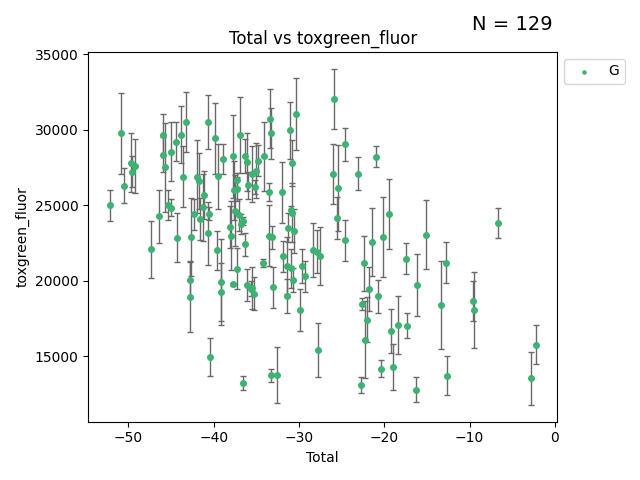 N = 129
Total vs toxgreen_fluor
G
toxgreen_fluor
35000
30000
25000
20000
15000
−50 −40 −30 −20 −10 0
Total